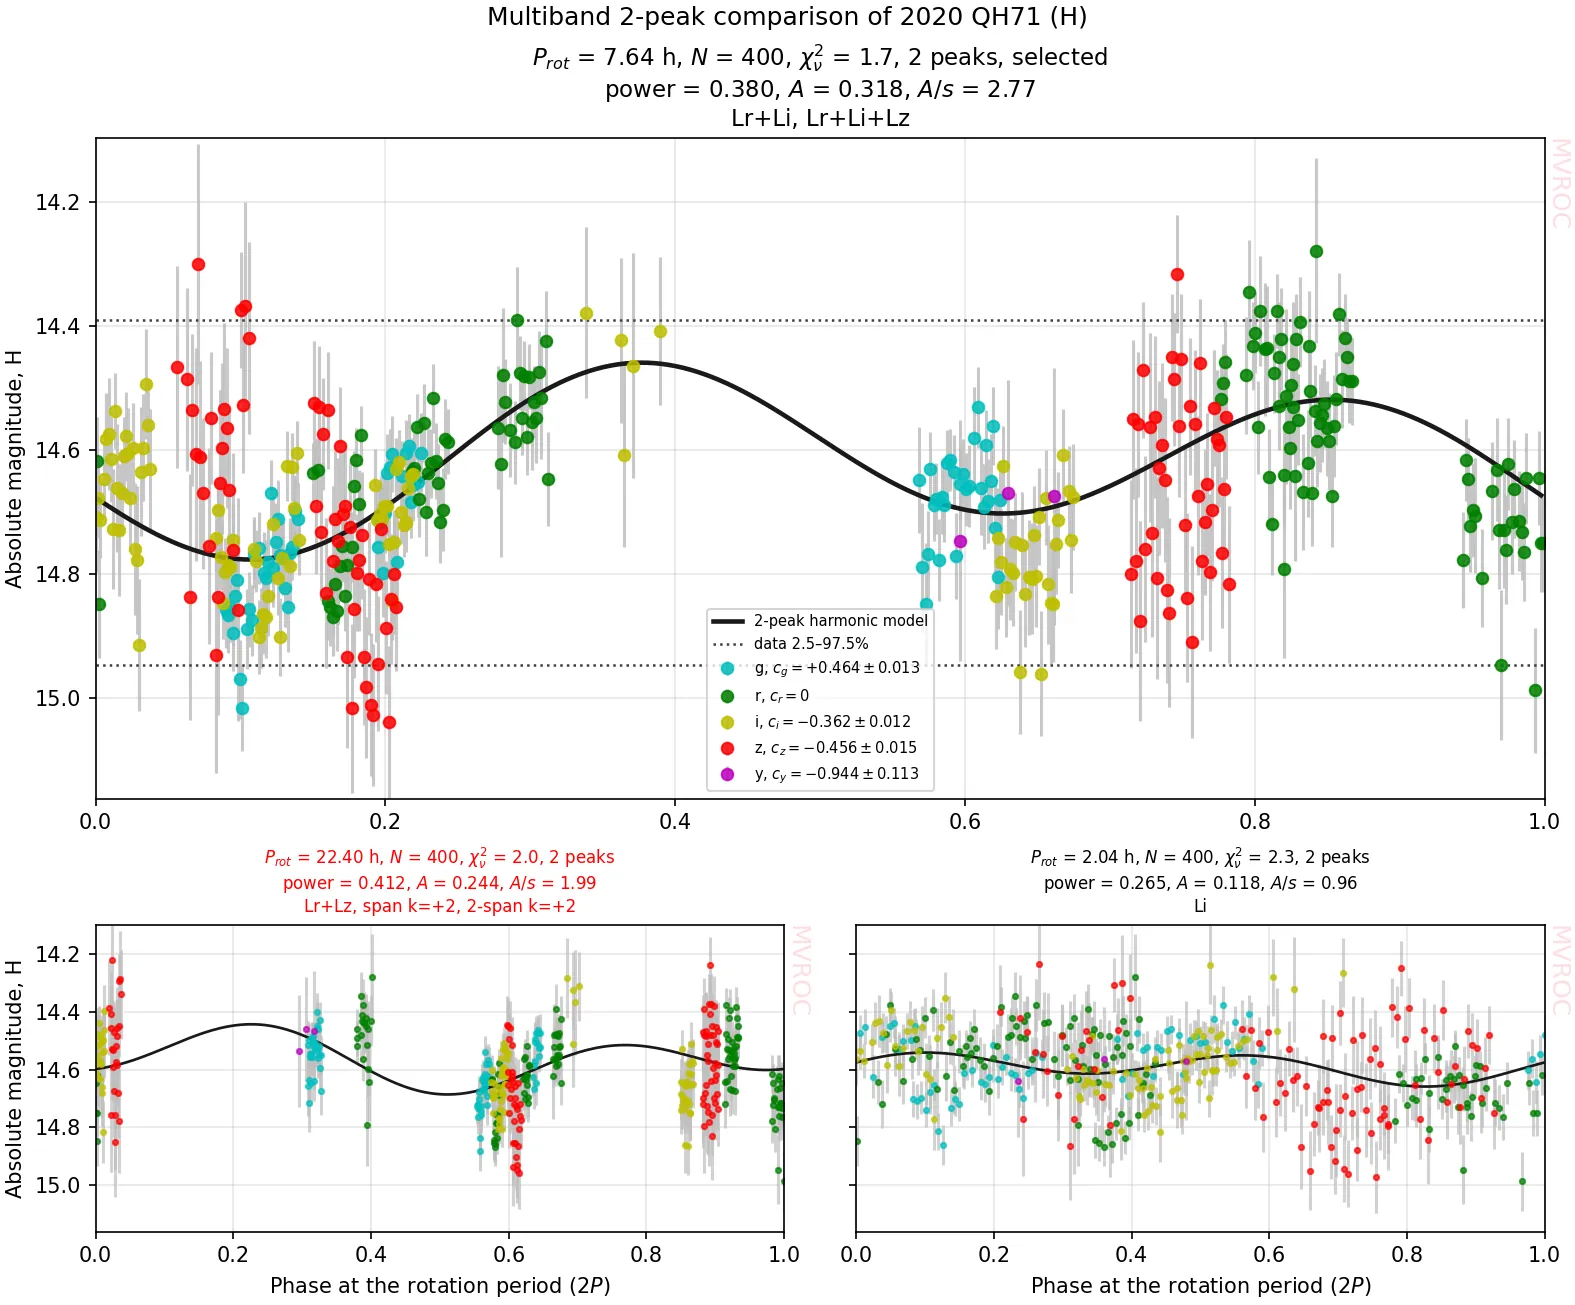 Multiband 2-peak comparison of 2020 QH71 (H)
P_rot = 7.64 h, N = 400, χ²_ν = 1.7, 2 peaks, selected
power = 0.380, A = 0.318, A/s = 2.77
Lr+Li, Lr+Li+Lz
MVROC
Absolute magnitude, H
14.2
14.4
14.6
14.8
15.0
2-peak harmonic model
data 2.5–97.5%
g, c_g = +0.464 ± 0.013
r, c_r = 0
i, c_i = −0.362 ± 0.012
z, c_z = −0.456 ± 0.015
y, c_y = −0.944 ± 0.113
0.0 0.2 0.4 0.6 0.8 1.0
P_rot = 22.40 h, N = 400, χ²_ν = 2.0, 2 peaks
power = 0.412, A = 0.244, A/s = 1.99
Lr+Lz, span k=+2, 2-span k=+2
MVROC
Absolute magnitude, H
14.2
14.4
14.6
14.8
15.0
0.0 0.2 0.4 0.6 0.8 1.0
Phase at the rotation period (2P)
P_rot = 2.04 h, N = 400, χ²_ν = 2.3, 2 peaks
power = 0.265, A = 0.118, A/s = 0.96
Li
MVROC
0.0 0.2 0.4 0.6 0.8 1.0
Phase at the rotation period (2P)